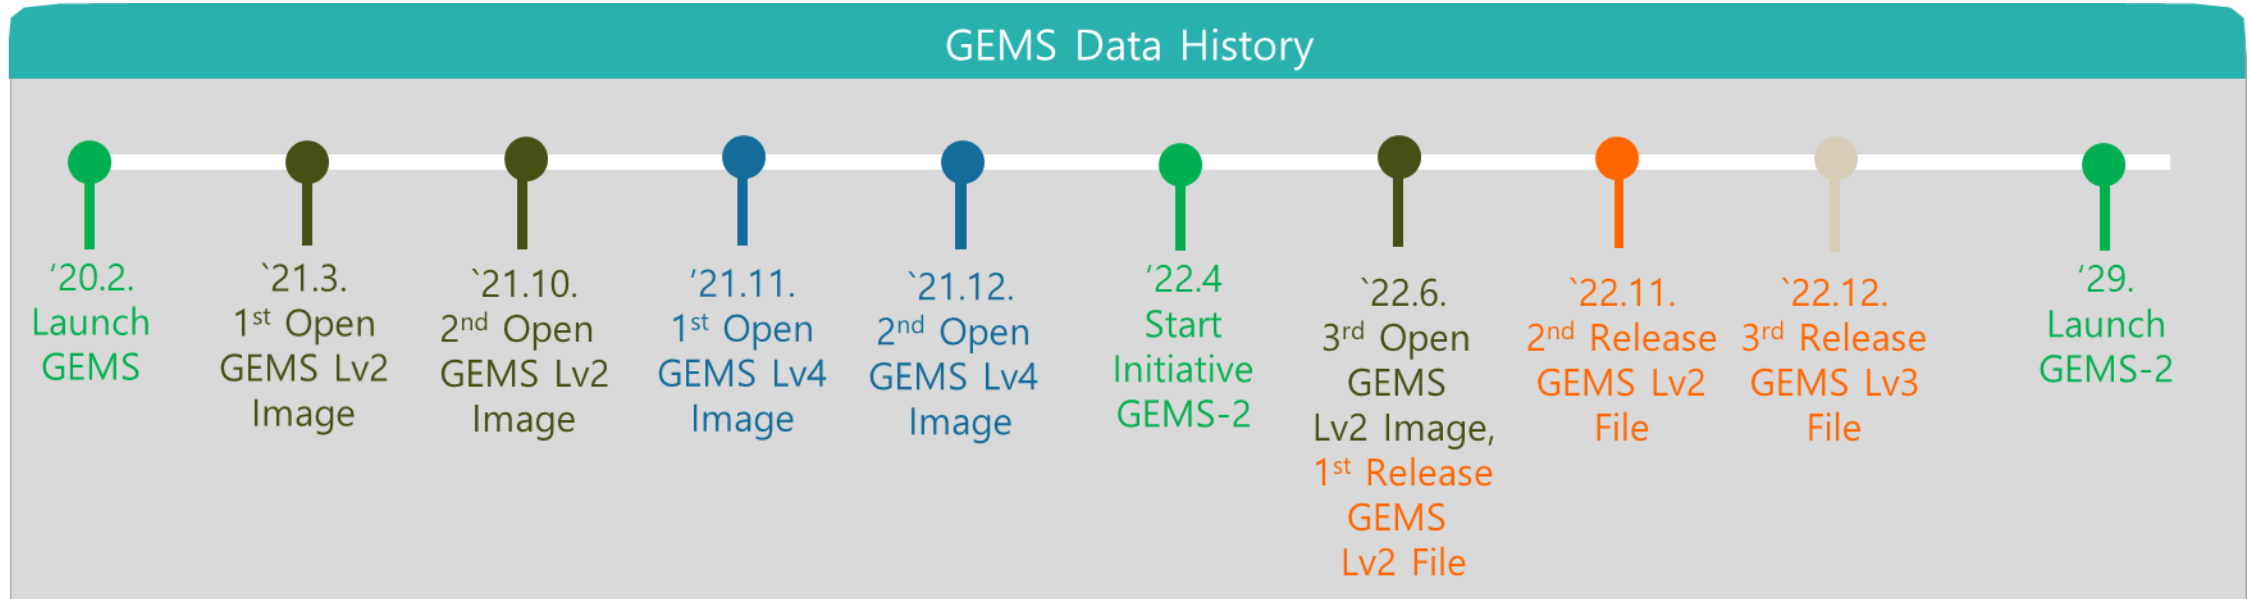 GEMS Data History
‘20.2.
Launch
GEMS
`21.3.
1st Open
GEMS Lv2
Image
`21.10.
2nd Open
GEMS Lv2
Image
’21.11.
1st Open
GEMS Lv4
Image
`21.12.
2nd Open
GEMS Lv4
Image
‘22.4
Start
Initiative
GEMS-2
`22.6.
3rd Open
GEMS
Lv2 Image,
1st Release
GEMS
Lv2 File
`22.11.
2nd Release
GEMS Lv2
File
`22.12.
3rd Release
GEMS Lv3
File
‘29.
Launch
GEMS-2